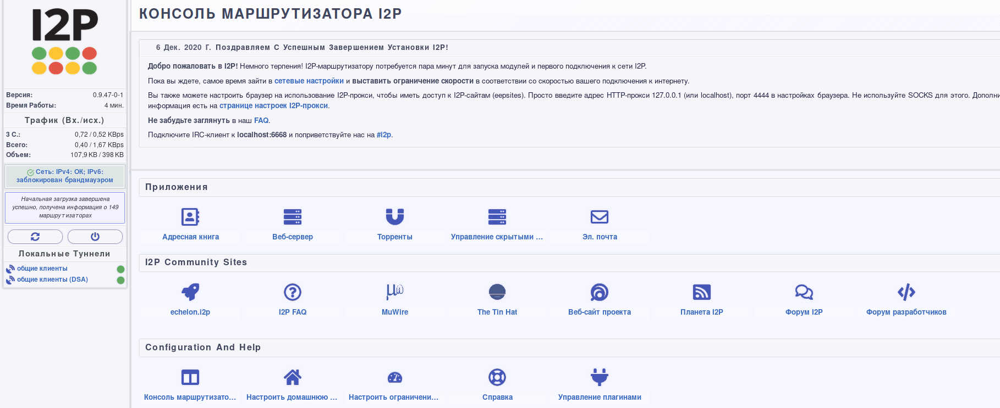 I2P
Версия: 0.9.47-0-1
Время Работы: 4 мин.
Трафик (Вх./исх.)
3 С.: 0,72 / 0,52 KBps
Всего: 0,40 / 1,67 KBps
Объем: 107,9 KB / 398 KB
Сеть: IPv4: OK; IPv6:
заблокирован брандмауэром
Начальная загрузка завершена
успешно, получена информация о 149
маршрутизаторах
Локальные Туннели
общие клиенты
общие клиенты (DSA)
КОНСОЛЬ МАРШРУТИЗАТОРА I2P
6 Дек. 2020 Г. Поздравляем С Успешным Завершением Установки I2P!
Добро пожаловать в I2P! Немного терпения! I2P-маршрутизатору потребуется пара минут для запуска модулей и первого подключения к сети I2P.
Пока вы ждете, самое время зайти в сетевые настройки и выставить ограничение скорости в соответствии со скоростью вашего подключения к интернету.
Вы также можете настроить браузер на использование I2P-прокси, чтобы иметь доступ к I2P-сайтам (eepsites). Просто введите адрес HTTP-прокси 127.0.0.1 (или localhost), порт 4444 в настройках браузера. Не используйте SOCKS для этого. Дополни
информация есть на странице настроек I2P-прокси.
Не забудьте заглянуть в наш FAQ.
Подключите IRC-клиент к localhost:6668 и поприветствуйте нас на #i2p.
Приложения
Адресная книга Веб-сервер Торренты Управление скрытыми ... Эл. почта
I2P Community Sites
echelon.i2p I2P FAQ MuWire The Tin Hat Веб-сайт проекта Планета I2P Форум I2P Форум разработчиков
Configuration And Help
Консоль маршрутизато... Настроить домашнюю ... Настроить ограничени... Справка Управление плагинами